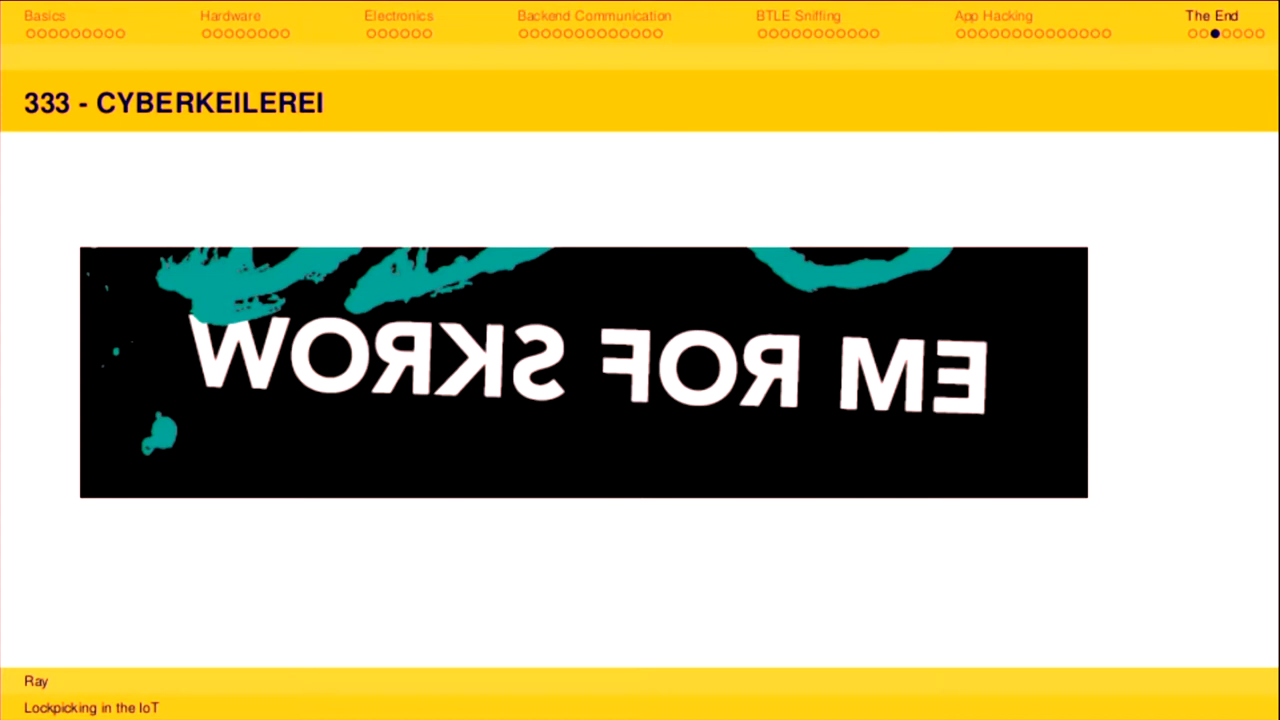 Basics
Hardware
Electronics
Backend Communication
BTLE Sniffing
App Hacking
The End
333 - CYBERKEILEREI
WORKS FOR ME
Ray
Lockpicking in the IoT